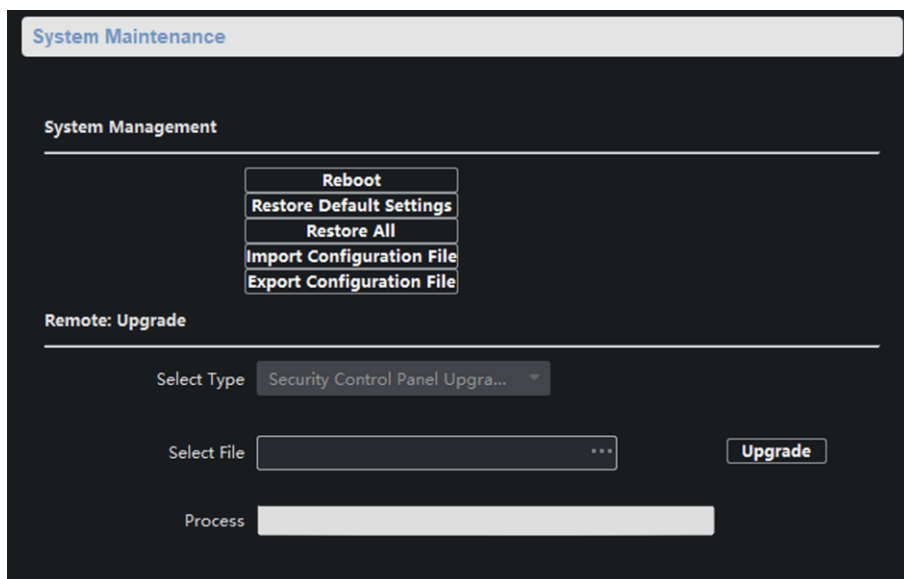 System Maintenance
System Management
Reboot
Restore Default Settings
Restore All
Import Configuration File
Export Configuration File
Remote: Upgrade
Select Type Security Control Panel Upgra...
Select File ... Upgrade
Process